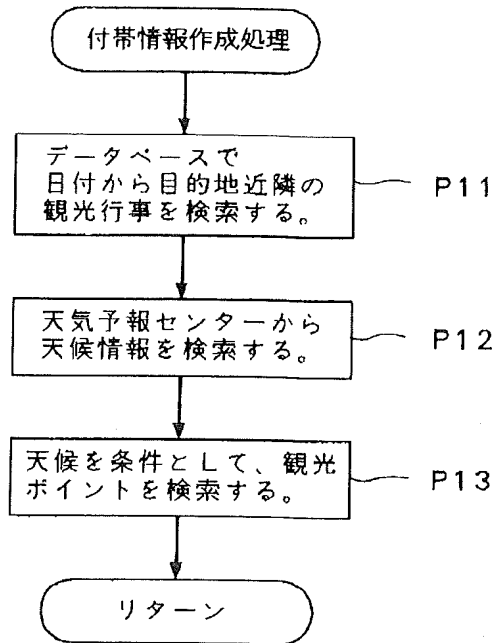 付帯情報作成処理
データベースで
日付から目的地近隣の
観光行事を検索する。
P11
天気予報センターから
天候情報を検索する。
P12
天候を条件として、観光
ポイントを検索する。
P13
リターン